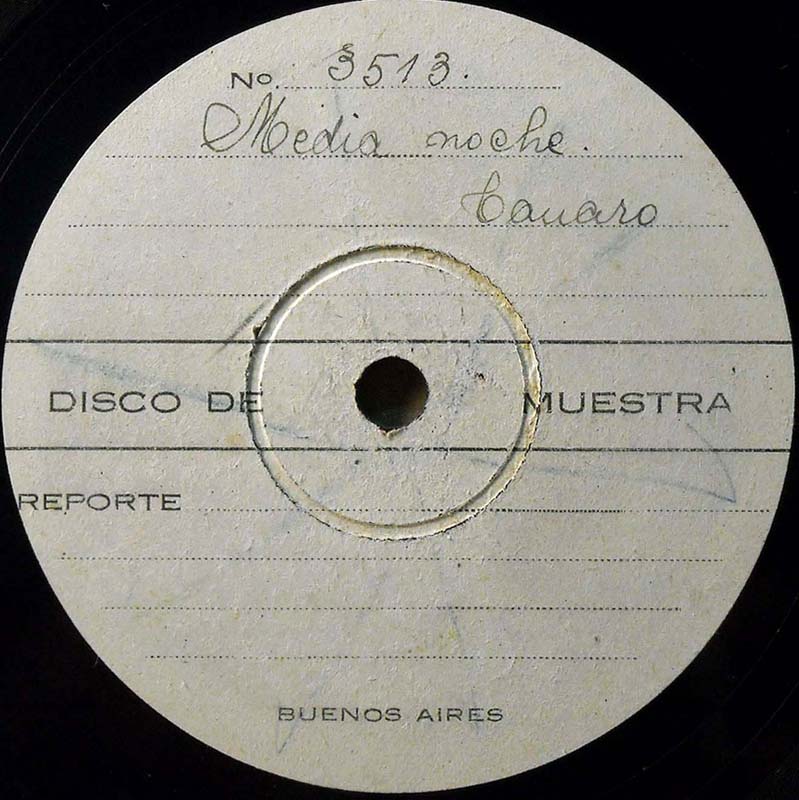 No. 3513.
Media noche.
Canaro
DISCO DE MUESTRA
REPORTE
BUENOS AIRES